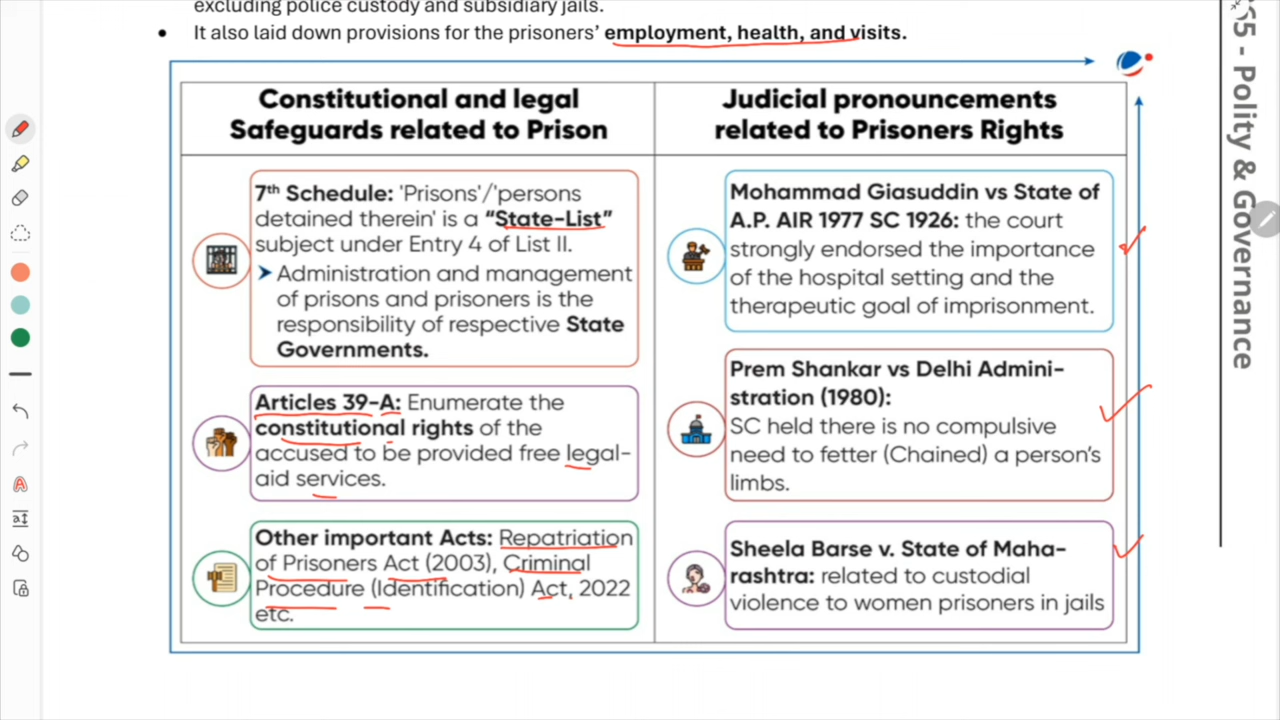 excluding police custody and subsidiary jails.
• It also laid down provisions for the prisoners’ employment, health, and visits.
Constitutional and legal
Safeguards related to Prison
7th Schedule: 'Prisons'/'persons
detained therein' is a “State-List”
subject under Entry 4 of List II.
➤ Administration and management
of prisons and prisoners is the
responsibility of respective State
Governments.
Articles 39-A: Enumerate the
constitutional rights of the
accused to be provided free legal-
aid services.
Other important Acts: Repatriation
of Prisoners Act (2003), Criminal
Procedure (Identification) Act, 2022
etc.
Judicial pronouncements
related to Prisoners Rights
Mohammad Giasuddin vs State of
A.P. AIR 1977 SC 1926: the court
strongly endorsed the importance
of the hospital setting and the
therapeutic goal of imprisonment.
Prem Shankar vs Delhi Admini-
stration (1980):
SC held there is no compulsive
need to fetter (Chained) a person’s
limbs.
Sheela Barse v. State of Maha-
rashtra: related to custodial
violence to women prisoners in jails
65 - Polity & Governance